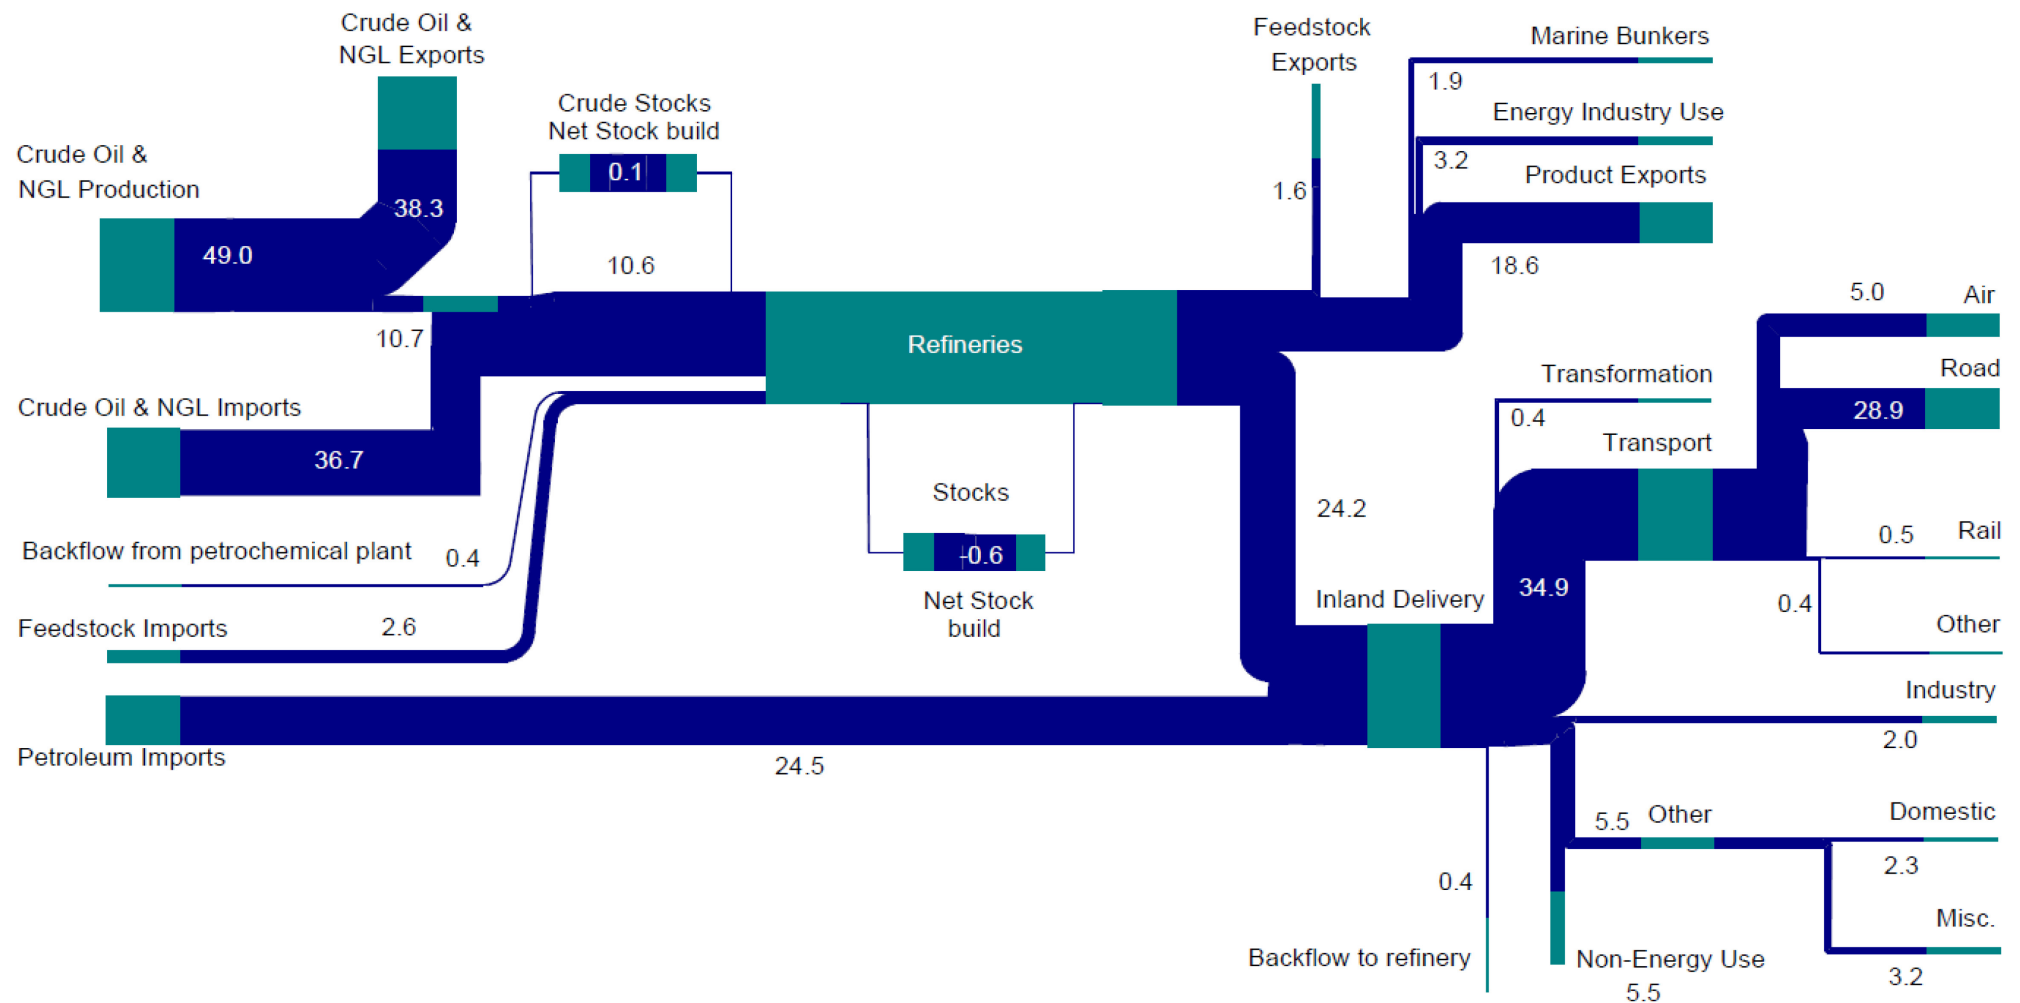 Crude Oil &
NGL Exports
Feedstock
Exports
Marine Bunkers
1.9
Crude Stocks
Net Stock build
0.1
Energy Industry Use
3.2
Crude Oil &
NGL Production
49.0
38.3
1.6
Product Exports
18.6
10.6
10.7
Refineries
5.0
Air
Road
28.9
Transformation
0.4
Transport
Crude Oil & NGL Imports
36.7
Stocks
-0.6
Net Stock
build
24.2
0.5
Rail
Backflow from petrochemical plant
0.4
Inland Delivery
34.9
0.4
Other
Feedstock Imports
2.6
Industry
2.0
Petroleum Imports
24.5
5.5
Other
Domestic
2.3
0.4
Misc.
3.2
Backflow to refinery
Non-Energy Use
5.5